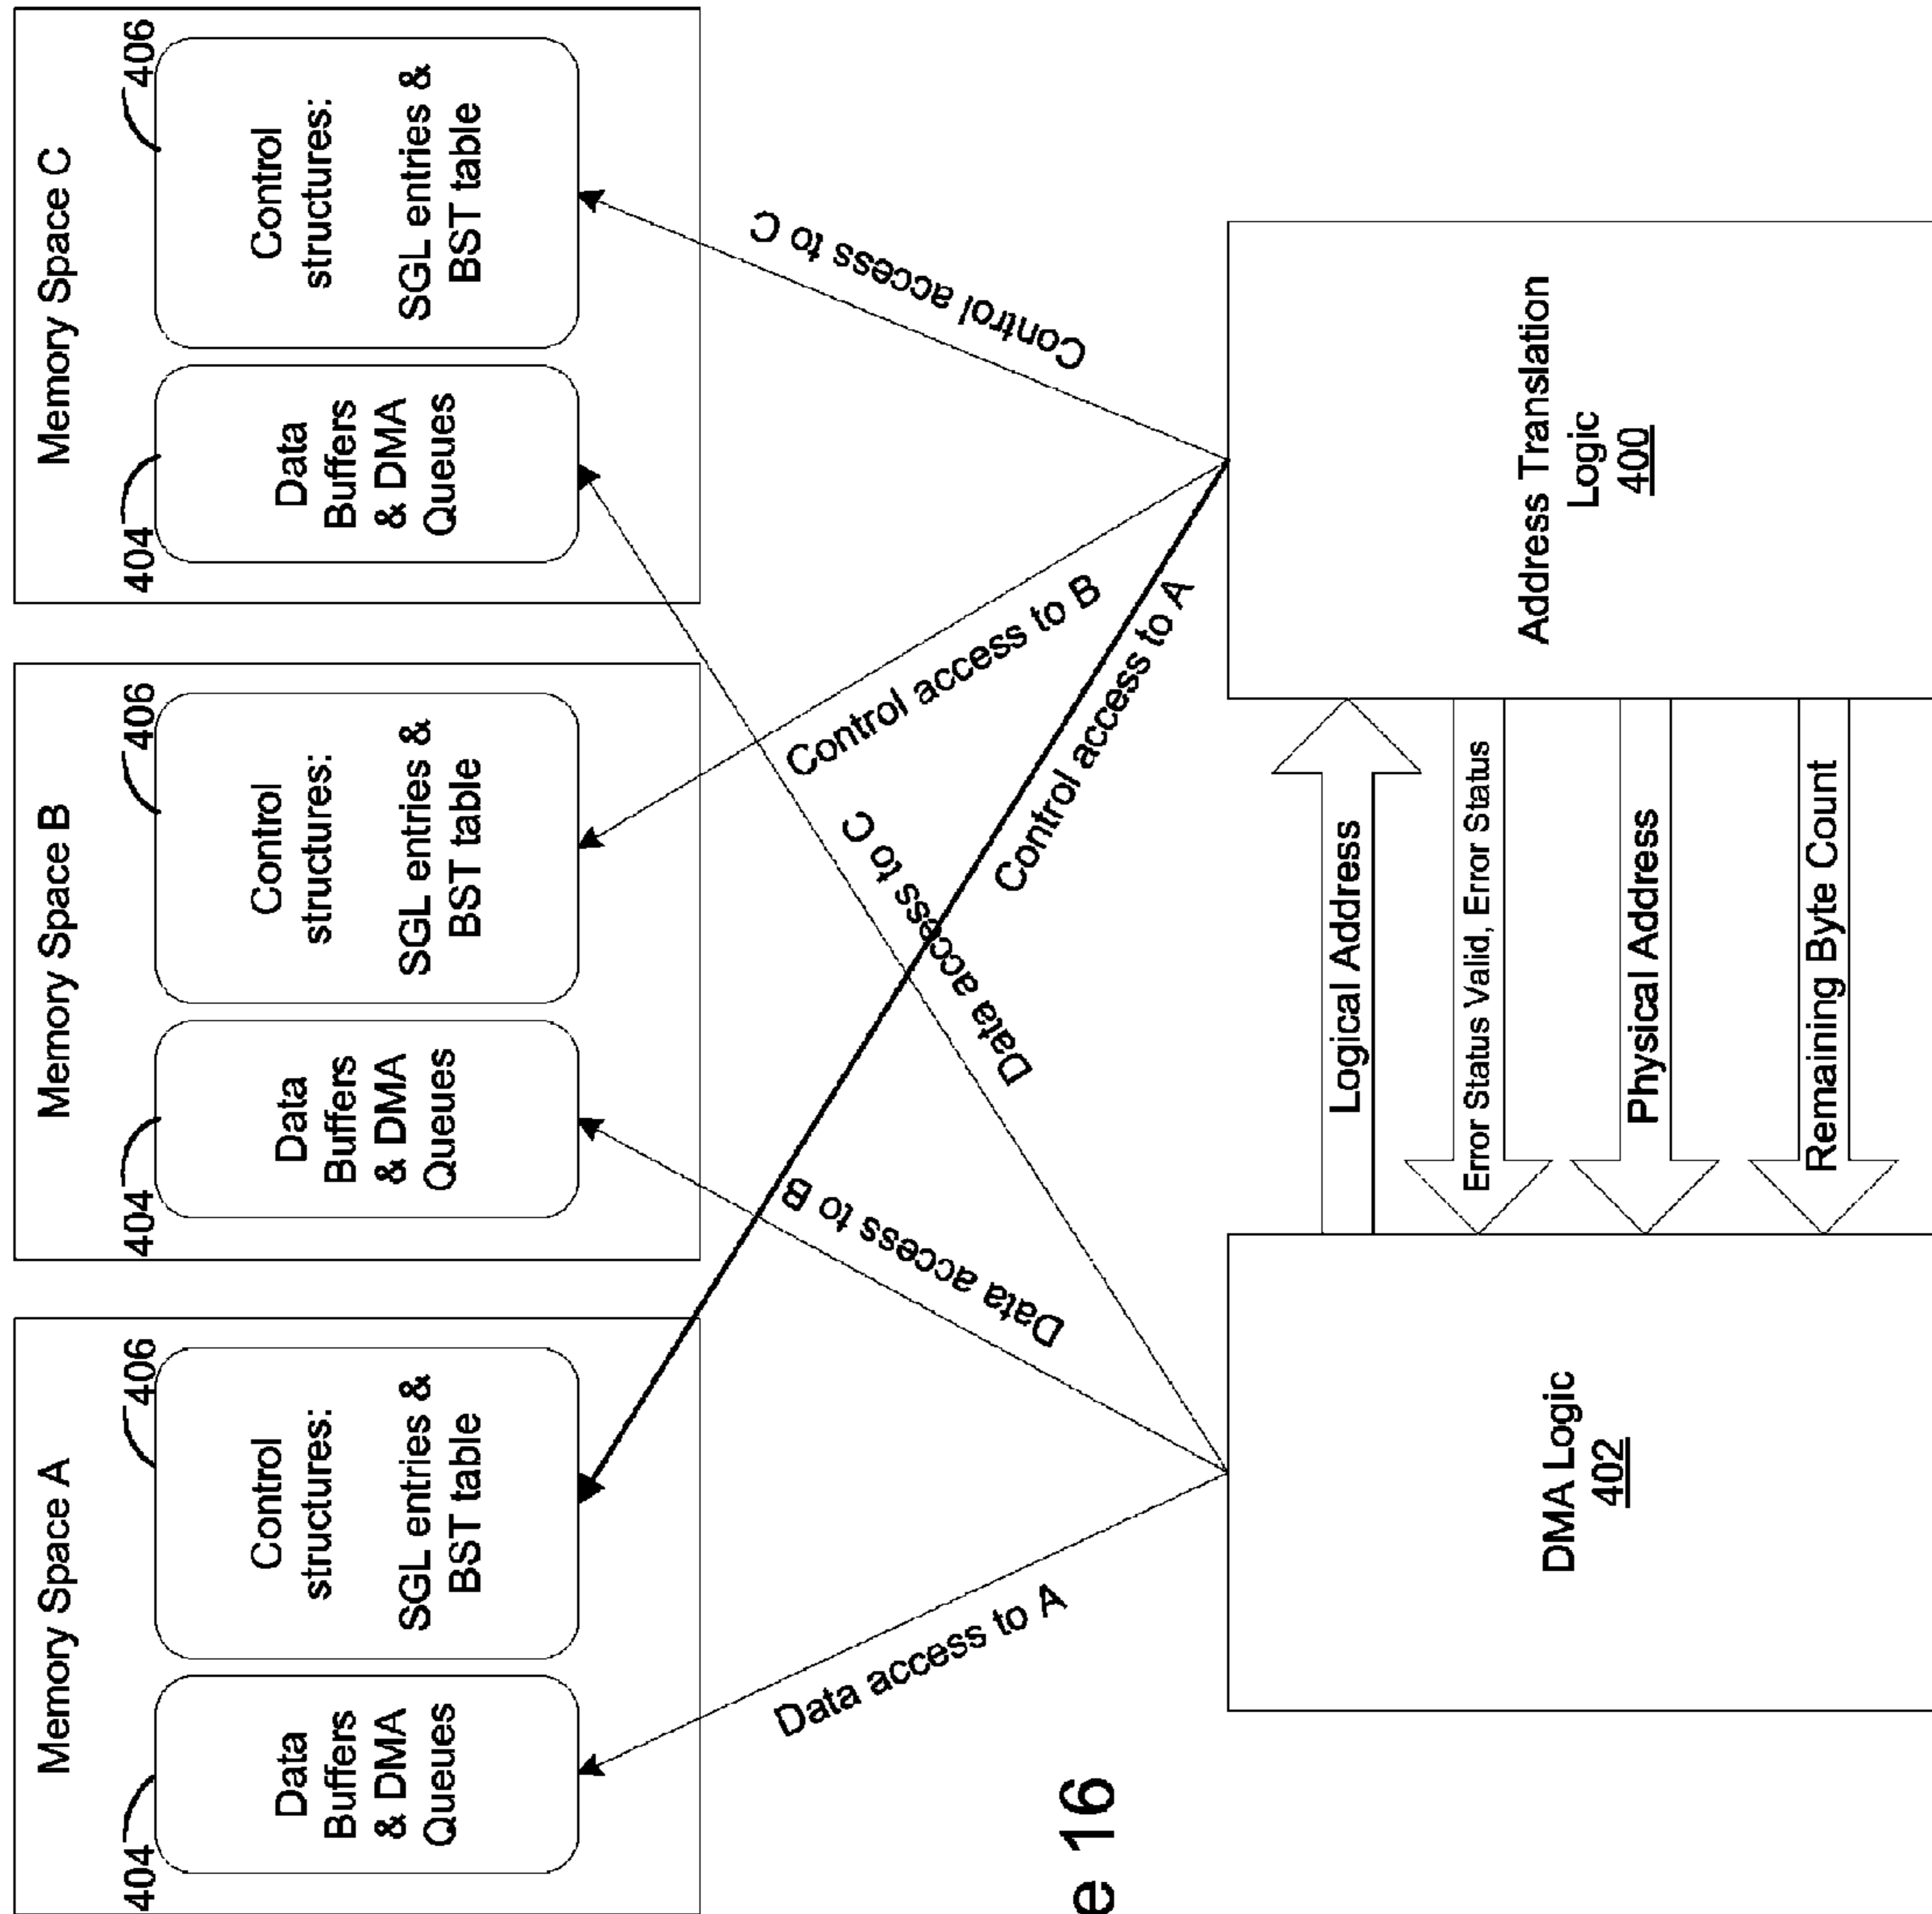 Memory Space A
404
406
Data
Buffers
& DMA
Queues
Control
structures:
SGL entries &
BST table
Memory Space B
404
406
Data
Buffers
& DMA
Queues
Control
structures:
SGL entries &
BST table
Memory Space C
404
406
Data
Buffers
& DMA
Queues
Control
structures:
SGL entries &
BST table
Data access to A
Data access to B
Data access to C
Control access to A
Control access to B
Control access to C
DMA Logic
402
Logical Address
Error Status Valid, Error Status
Physical Address
Remaining Byte Count
Address Translation
Logic
400
e 16